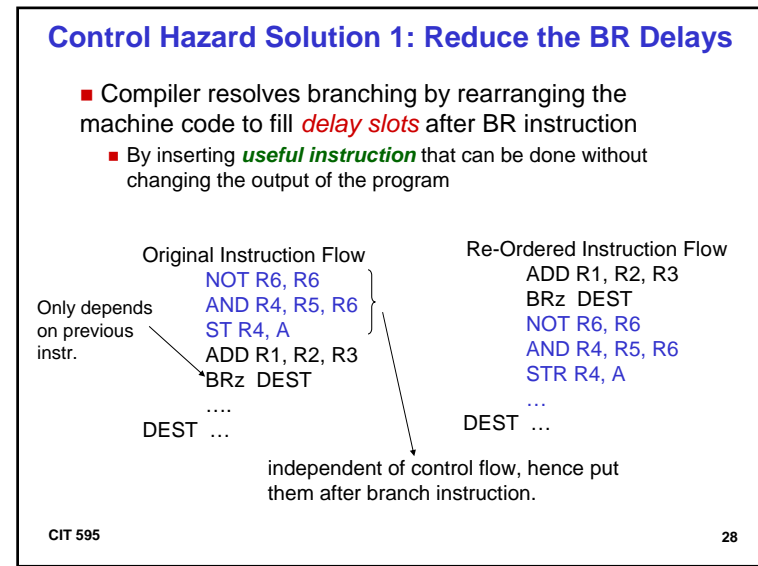 Control Hazard Solution 1: Reduce the BR Delays
■ Compiler resolves branching by rearranging the
machine code to fill delay slots after BR instruction
■ By inserting useful instruction that can be done without
changing the output of the program
Original Instruction Flow
NOT R6, R6
AND R4, R5, R6
ST R4, A
ADD R1, R2, R3
BRz DEST
....
DEST …
Only depends
on previous
instr.
Re-Ordered Instruction Flow
ADD R1, R2, R3
BRz DEST
NOT R6, R6
AND R4, R5, R6
STR R4, A
…
DEST …
independent of control flow, hence put
them after branch instruction.
CIT 595
28